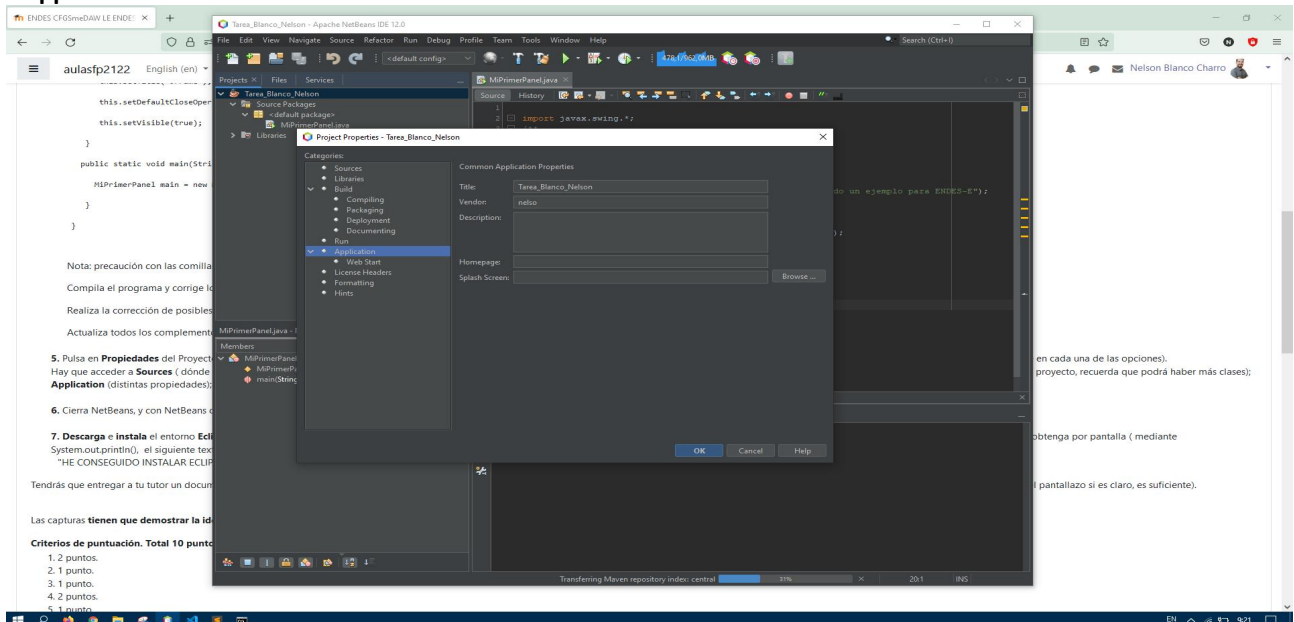 ENDES CFGSmeDAW LE ENDES
aulasfp2122 English (en)
Nelson Blanco Charro
this.setDefaultCloseOper
this.setVisible(true);
}
public static void main(Stri
MiPrimerPanel main = new
}
}
Nota: precaución con las comilla
Compila el programa y corrige lo
Realiza la corrección de posibles
Actualiza todos los complemento
5. Pulsa en Propiedades del Proyect
en cada una de las opciones).
Hay que acceder a Sources ( dónde
proyecto, recuerda que podrá haber más clases);
Application (distintas propiedades);
6. Cierra NetBeans, y con NetBeans c
7. Descarga e instala el entorno Ecli
obtenga por pantalla ( mediante
System.out.println(), el siguiente tex
"HE CONSEGUIDO INSTALAR ECLIP
Tendrás que entregar a tu tutor un docum
l pantallazo si es claro, es suficiente).
Las capturas tienen que demostrar la id
Criterios de puntuación. Total 10 punto
1. 2 puntos.
2. 1 punto.
3. 1 punto.
4. 2 puntos.
5. 1 punto
Tarea_Blanco_Nelson - Apache NetBeans IDE 12.0
File Edit View Navigate Source Refactor Run Debug Profile Team Tools Window Help
Search (Ctrl+I)
<default config>
478,1/962,0MB
Projects Files Services
MiPrimerPanel.java
Tarea_Blanco_Nelson
Source Packages
<default package>
MiPrimerPanel.java
Libraries
Source History
1
2 import javax.swing.*;
do un ejemplo para ENDES-E");
);
Project Properties - Tarea_Blanco_Nelson
Categories:
Sources
Libraries
Build
Compiling
Packaging
Deployment
Documenting
Run
Application
Web Start
License Headers
Formatting
Hints
Common Application Properties
Title: Tarea_Blanco_Nelson
Vendor: nelso
Description:
Homepage:
Splash Screen: Browse ...
OK Cancel Help
MiPrimerPanel.java -
Members
MiPrimerPanel
MiPrimerPa
main(String
Transferring Maven repository index: central 31%
20:1 INS
EN 9:21